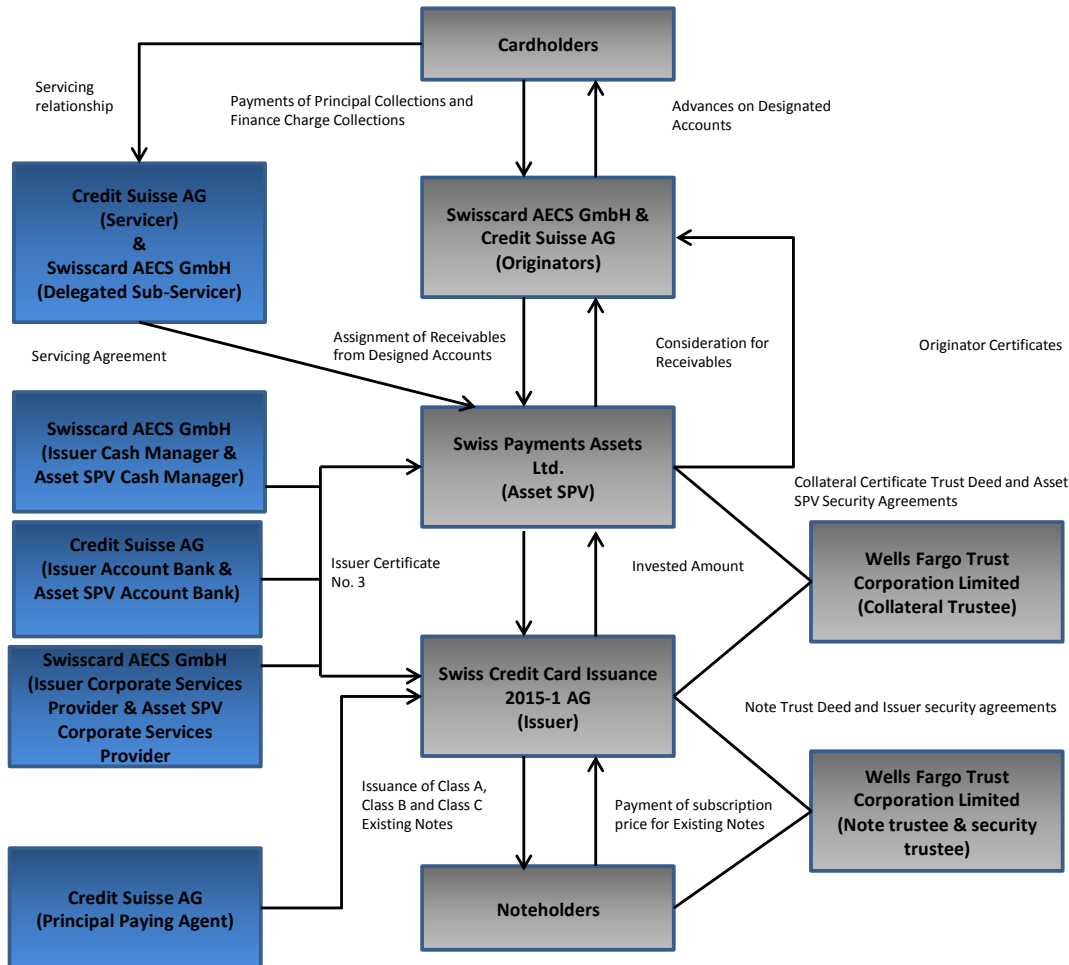 Cardholders
Servicing
relationship
Payments of Principal Collections and
Finance Charge Collections
Advances on Designated
Accounts
Credit Suisse AG
(Servicer)
&
Swisscard AECS GmbH
(Delegated Sub-Servicer)
Swisscard AECS GmbH &
Credit Suisse AG
(Originators)
Servicing Agreement
Assignment of Receivables
from Designed Accounts
Consideration for
Receivables
Originator Certificates
Swisscard AECS GmbH
(Issuer Cash Manager &
Asset SPV Cash Manager)
Swiss Payments Assets
Ltd.
(Asset SPV)
Collateral Certificate Trust Deed and Asset
SPV Security Agreements
Credit Suisse AG
(Issuer Account Bank &
Asset SPV Account Bank)
Issuer Certificate
No. 3
Invested Amount
Wells Fargo Trust
Corporation Limited
(Collateral Trustee)
Swisscard AECS GmbH
(Issuer Corporate Services
Provider & Asset SPV
Corporate Services
Provider
Swiss Credit Card Issuance
2015-1 AG
(Issuer)
Note Trust Deed and Issuer security agreements
Issuance of Class A,
Class B and Class C
Existing Notes
Payment of subscription
price for Existing Notes
Wells Fargo Trust
Corporation Limited
(Note trustee & security
trustee)
Credit Suisse AG
(Principal Paying Agent)
Noteholders